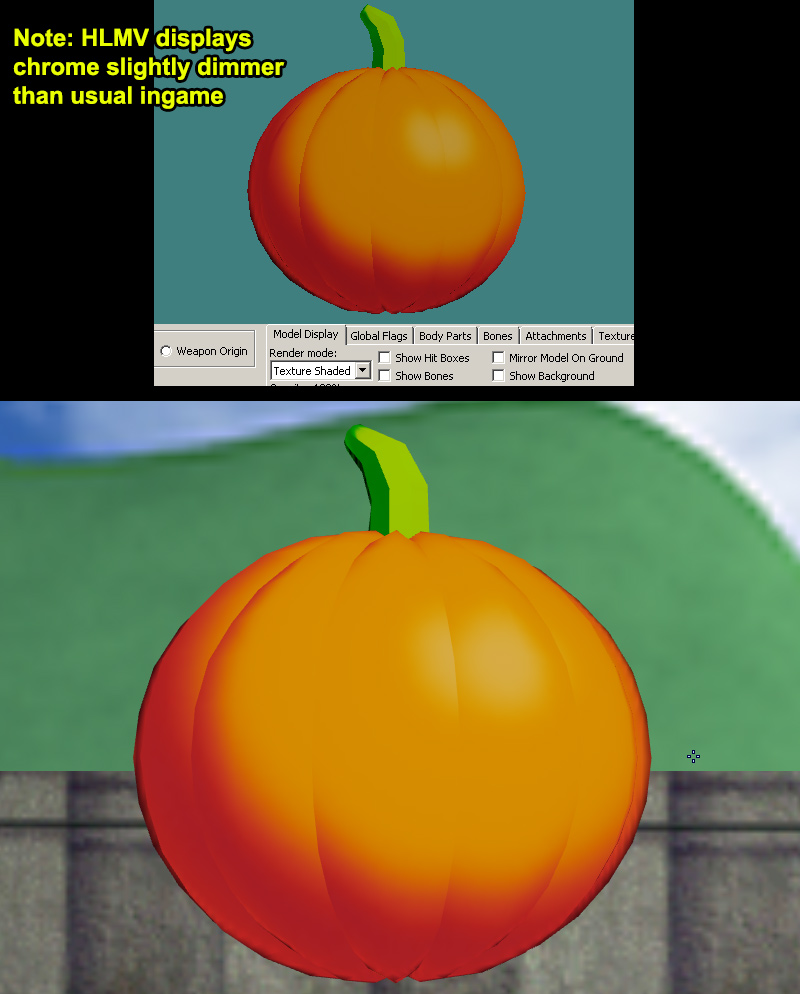 Note: HLMV displays
chrome slightly dimmer
than usual ingame
Weapon Origin
Model Display Global Flags Body Parts Bones Attachments Texture
Render mode:
Texture Shaded
Show Hit Boxes
Show Bones
Mirror Model On Ground
Show Background